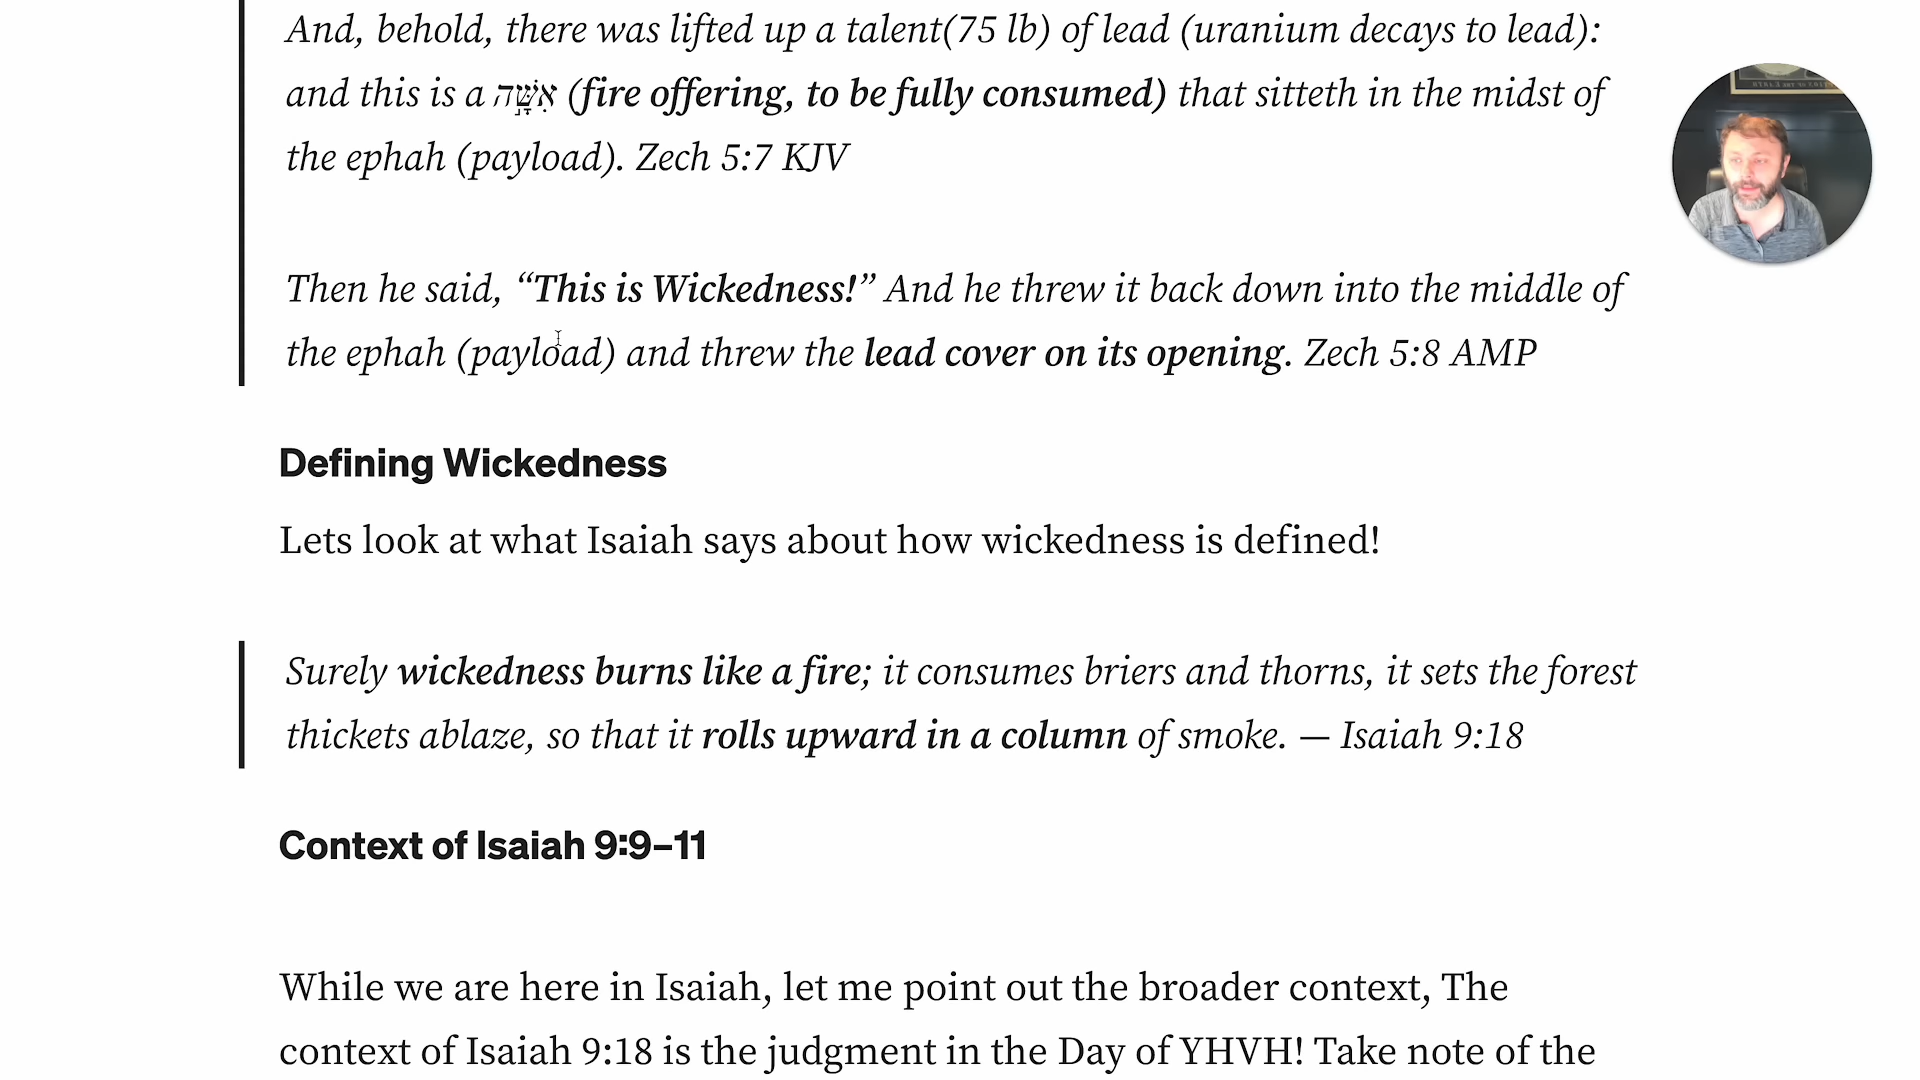 And, behold, there was lifted up a talent(75 lb) of lead (uranium decays to lead):
and this is a אִשָּׁ֣ה (fire offering, to be fully consumed) that sitteth in the midst of
the ephah (payload). Zech 5:7 KJV
Then he said, “This is Wickedness!” And he threw it back down into the middle of
the ephah (payload) and threw the lead cover on its opening. Zech 5:8 AMP
Defining Wickedness
Lets look at what Isaiah says about how wickedness is defined!
Surely wickedness burns like a fire; it consumes briers and thorns, it sets the forest
thickets ablaze, so that it rolls upward in a column of smoke. — Isaiah 9:18
Context of Isaiah 9:9–11
While we are here in Isaiah, let me point out the broader context, The
context of Isaiah 9:18 is the judgment in the Day of YHVH! Take note of the